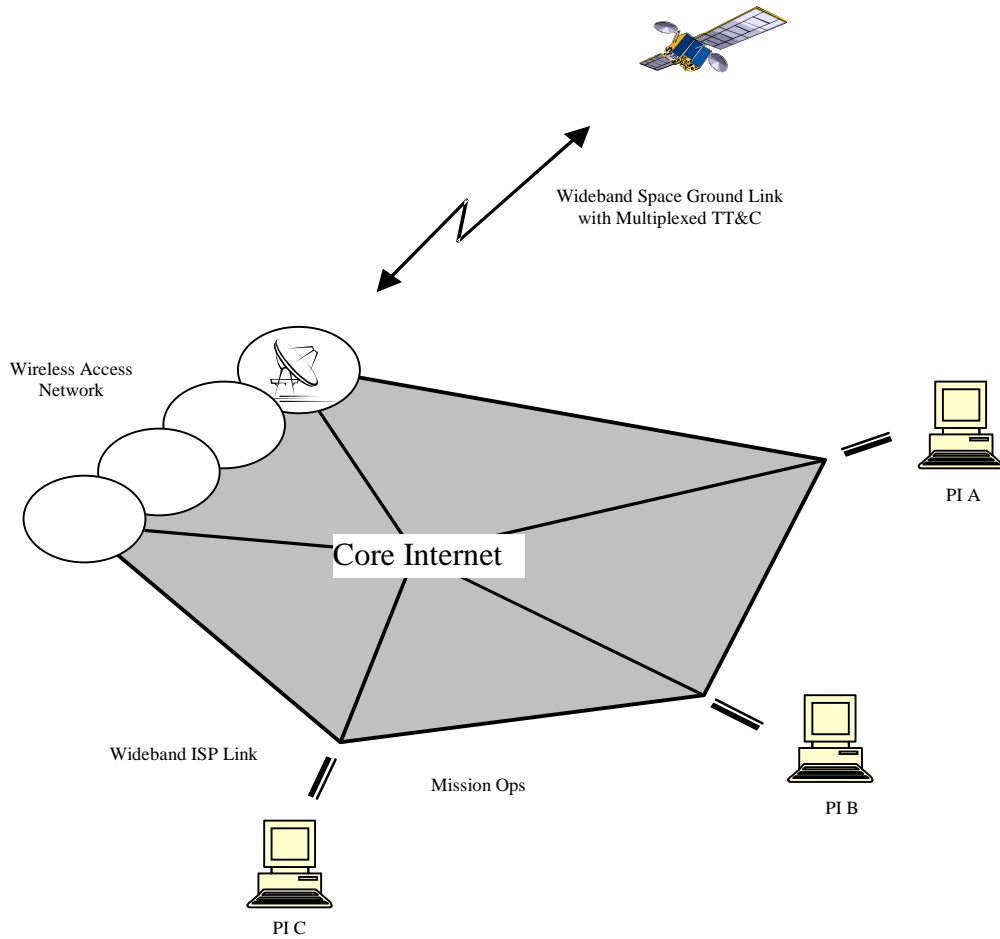 Wideband Space Ground Link
with Multiplexed TT&C
Wireless Access
Network
PI A
Core Internet
Wideband ISP Link
Mission Ops
PI B
PI C